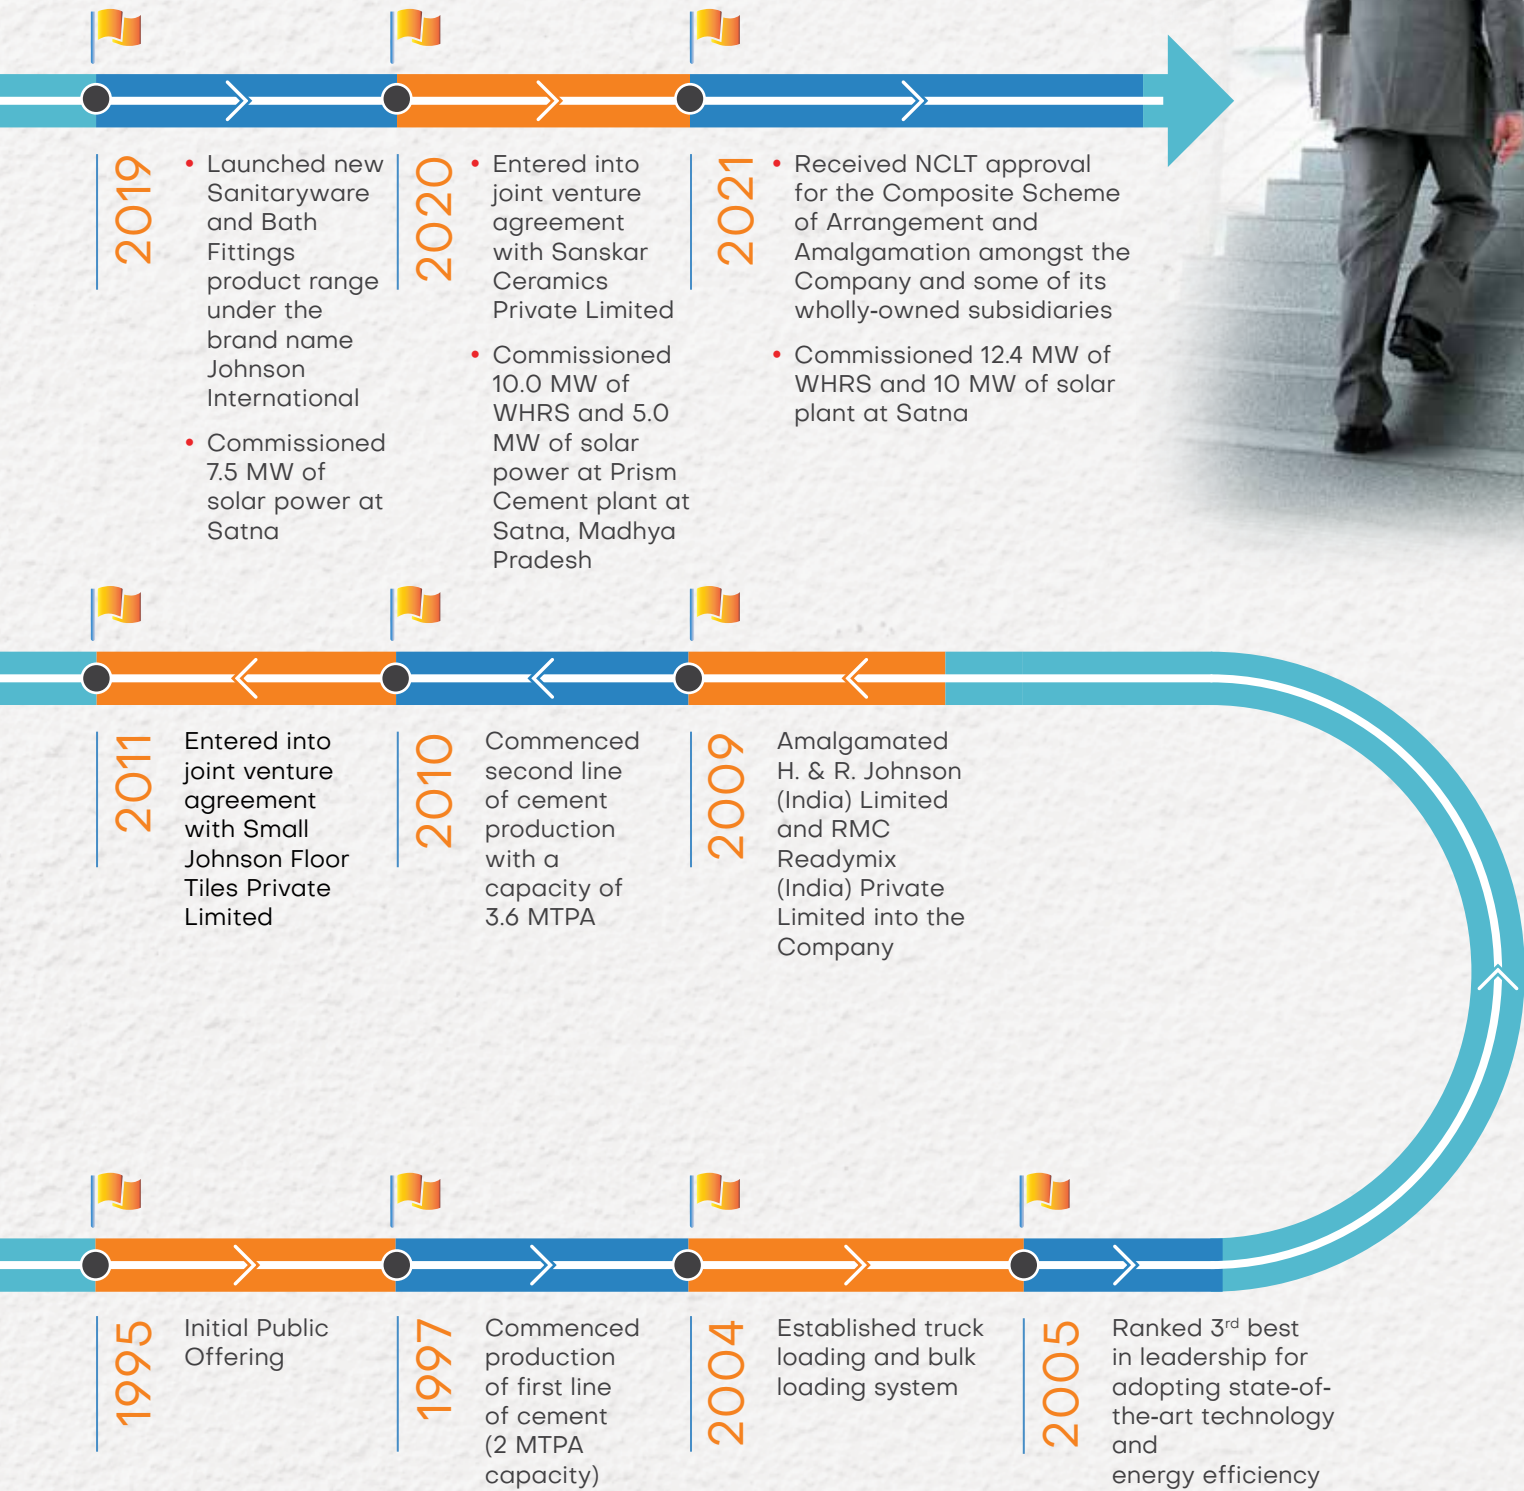 2019
• Launched new
Sanitaryware
and Bath
Fittings
product range
under the
brand name
Johnson
International
• Commissioned
7.5 MW of
solar power at
Satna
2020
• Entered into
joint venture
agreement
with Sanskar
Ceramics
Private Limited
• Commissioned
10.0 MW of
WHRS and 5.0
MW of solar
power at Prism
Cement plant at
Satna, Madhya
Pradesh
2021
• Received NCLT approval
for the Composite Scheme
of Arrangement and
Amalgamation amongst the
Company and some of its
wholly-owned subsidiaries
• Commissioned 12.4 MW of
WHRS and 10 MW of solar
plant at Satna
2011
Entered into
joint venture
agreement
with Small
Johnson Floor
Tiles Private
Limited
2010
Commenced
second line
of cement
production
with a
capacity of
3.6 MTPA
2009
Amalgamated
H. & R. Johnson
(India) Limited
and RMC
Readymix
(India) Private
Limited into the
Company
1995
Initial Public
Offering
1997
Commenced
production
of first line
of cement
(2 MTPA
capacity)
2004
Established truck
loading and bulk
loading system
2005
Ranked 3rd best
in leadership for
adopting state-of-
the-art technology
and
energy efficiency